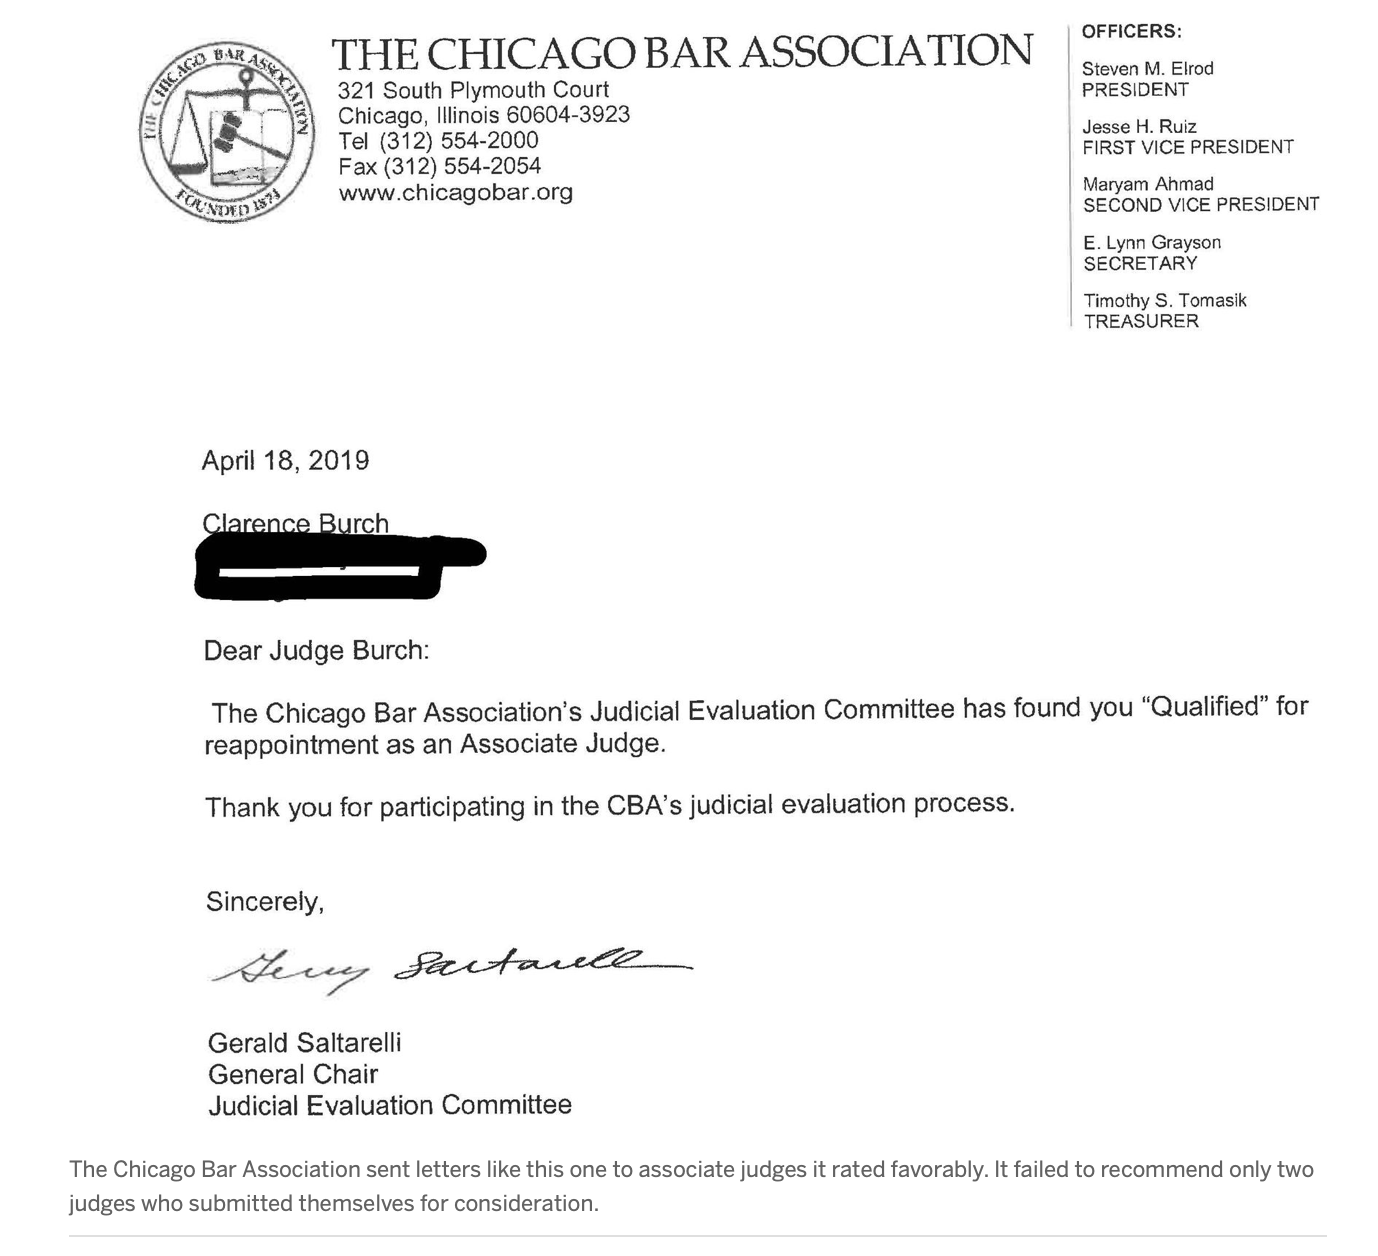 THE CHICAGO BAR ASSOCIATION
FOUNDED 1874
THE CHICAGO BAR ASSOCIATION
321 South Plymouth Court
Chicago, Illinois 60604-3923
Tel (312) 554-2000
Fax (312) 554-2054
www.chicagobar.org
OFFICERS:
Steven M. Elrod
PRESIDENT
Jesse H. Ruiz
FIRST VICE PRESIDENT
Maryam Ahmad
SECOND VICE PRESIDENT
E. Lynn Grayson
SECRETARY
Timothy S. Tomasik
TREASURER
April 18, 2019
Clarence Burch
Dear Judge Burch:
The Chicago Bar Association’s Judicial Evaluation Committee has found you “Qualified” for
reappointment as an Associate Judge.
Thank you for participating in the CBA’s judicial evaluation process.
Sincerely,
Gerry Saltarelli
Gerald Saltarelli
General Chair
Judicial Evaluation Committee
The Chicago Bar Association sent letters like this one to associate judges it rated favorably. It failed to recommend only two
judges who submitted themselves for consideration.